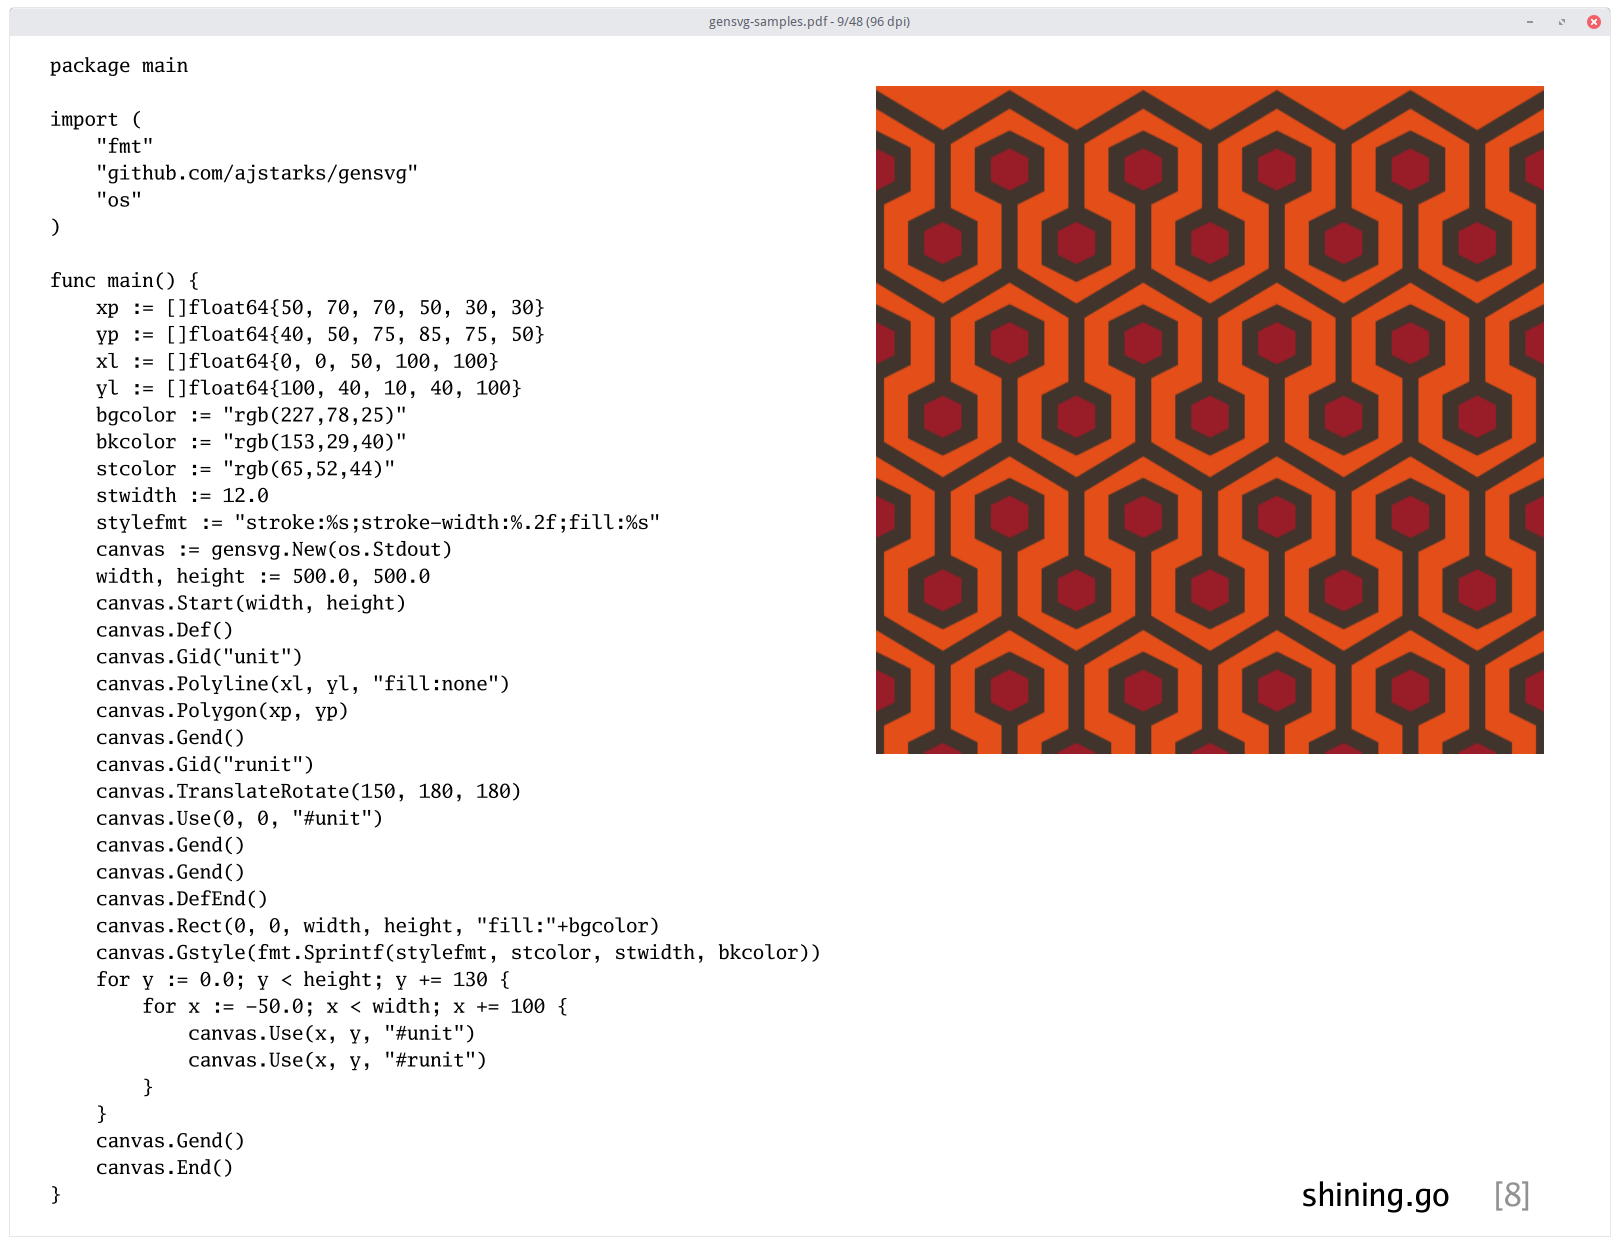 gensvg-samples.pdf - 9/48 (96 dpi)
package main
import (
"fmt"
"github.com/ajstarks/gensvg"
"os"
)
func main() {
xp := []float64{50, 70, 70, 50, 30, 30}
yp := []float64{40, 50, 75, 85, 75, 50}
xl := []float64{0, 0, 50, 100, 100}
yl := []float64{100, 40, 10, 40, 100}
bgcolor := "rgb(227,78,25)"
bkcolor := "rgb(153,29,40)"
stcolor := "rgb(65,52,44)"
stwidth := 12.0
stylefmt := "stroke:%s;stroke-width:%.2f;fill:%s"
canvas := gensvg.New(os.Stdout)
width, height := 500.0, 500.0
canvas.Start(width, height)
canvas.Def()
canvas.Gid("unit")
canvas.Polyline(xl, yl, "fill:none")
canvas.Polygon(xp, yp)
canvas.Gend()
canvas.Gid("runit")
canvas.TranslateRotate(150, 180, 180)
canvas.Use(0, 0, "#unit")
canvas.Gend()
canvas.Gend()
canvas.DefEnd()
canvas.Rect(0, 0, width, height, "fill:"+bgcolor)
canvas.Gstyle(fmt.Sprintf(stylefmt, stcolor, stwidth, bkcolor))
for y := 0.0; y < height; y += 130 {
for x := -50.0; x < width; x += 100 {
canvas.Use(x, y, "#unit")
canvas.Use(x, y, "#runit")
}
}
canvas.Gend()
canvas.End()
}
shining.go [8]